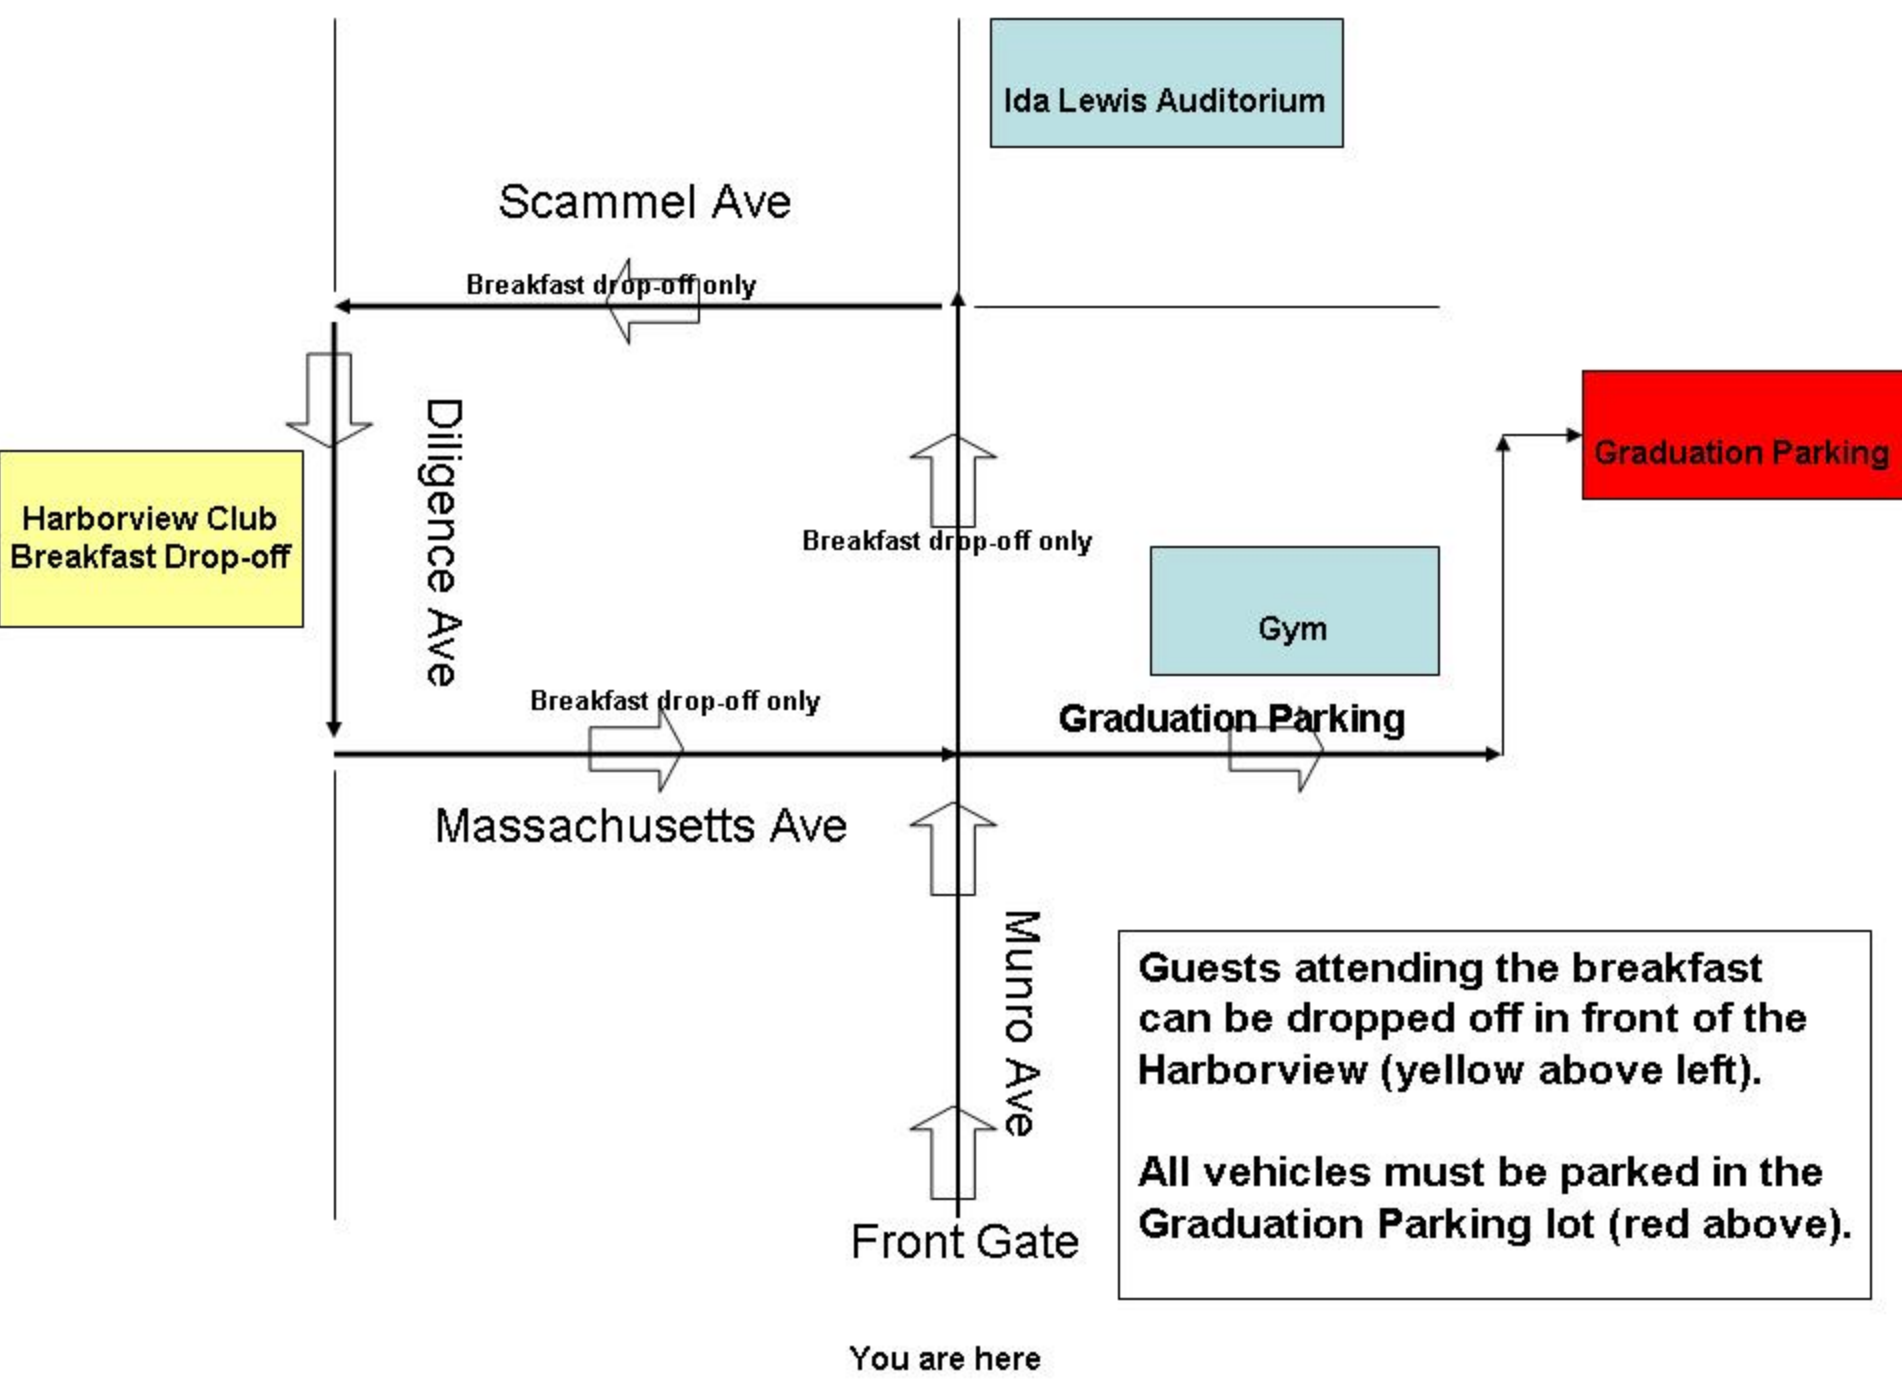 Ida Lewis Auditorium
Scammel Ave
Breakfast drop-off only
Diligence Ave
Graduation Parking
Harborview Club
Breakfast Drop-off
Breakfast drop-off only
Gym
Breakfast drop-off only
Graduation Parking
Massachusetts Ave
Munro Ave
Guests attending the breakfast
can be dropped off in front of the
Harborview (yellow above left).
All vehicles must be parked in the
Graduation Parking lot (red above).
Front Gate
You are here